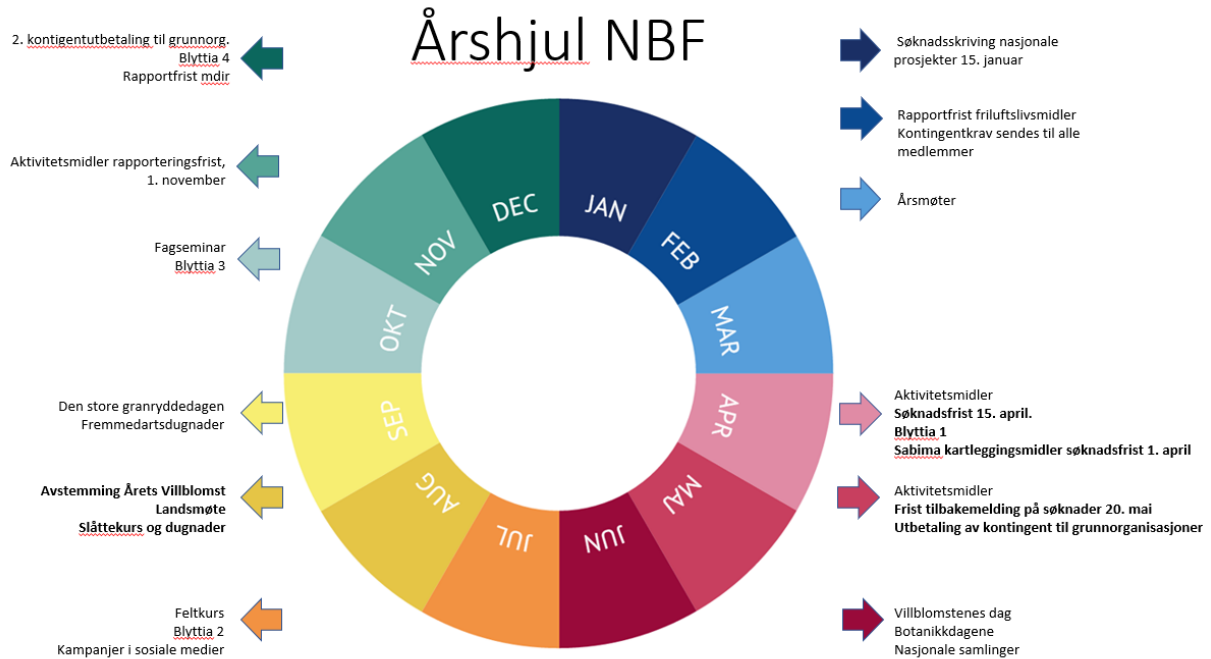 Årshjul NBF
2. kontigentutbetaling til grunnorg.
Blyttia 4
Rapportfrist mdir
Aktivitetsmidler rapporteringsfrist,
1. november
Fagseminar
Blyttia 3
Den store granryddedagen
Fremmedartsdugnader
Avstemming Årets Villblomst
Landsmøte
Slåttekurs og dugnader
Feltkurs
Blyttia 2
Kampanjer i sosiale medier
JAN
FEB
MAR
APR
MAJ
JUN
JUL
AUG
SEP
OKT
NOV
DEC
Søknadsskriving nasjonale
prosjekter 15. januar
Rapportfrist friluftslivsmidler
Kontingentkrav sendes til alle
medlemmer
Årsmøter
Aktivitetsmidler
Søknadsfrist 15. april.
Blyttia 1
Sabima kartleggingsmidler søknadsfrist 1. april
Aktivitetsmidler
Frist tilbakemelding på søknader 20. mai
Utbetaling av kontingent til grunnorganisasjoner
Villblomstenes dag
Botanikkdagene
Nasjonale samlinger